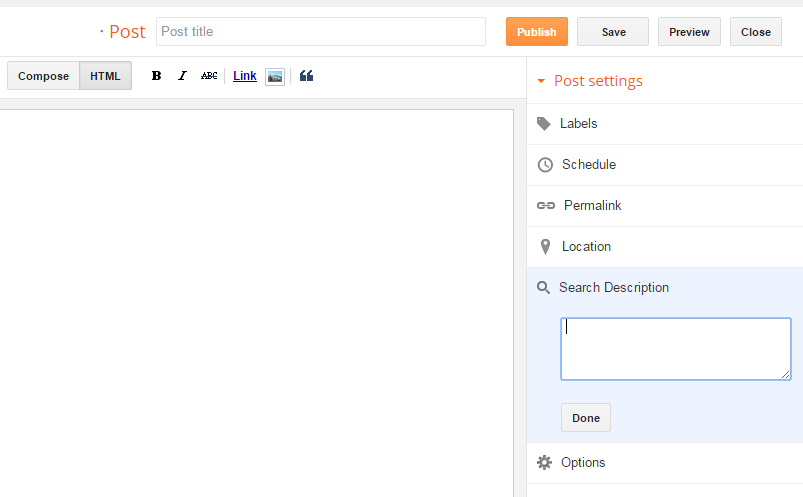 · Post Post title Publish Save Preview Close
Compose HTML B I ABC Link
Post settings
Labels
Schedule
Permalink
Location
Search Description
Done
Options